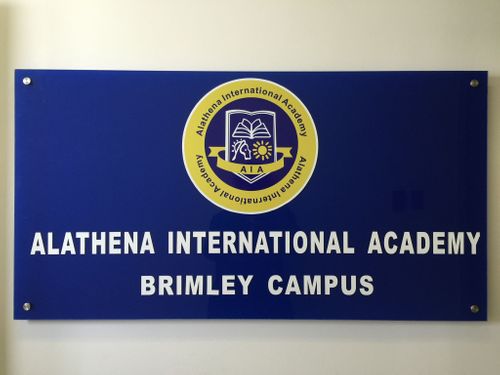 Alathena International Academy
AIA
Alathena International Academy
ALATHENA INTERNATIONAL ACADEMY
BRIMLEY CAMPUS